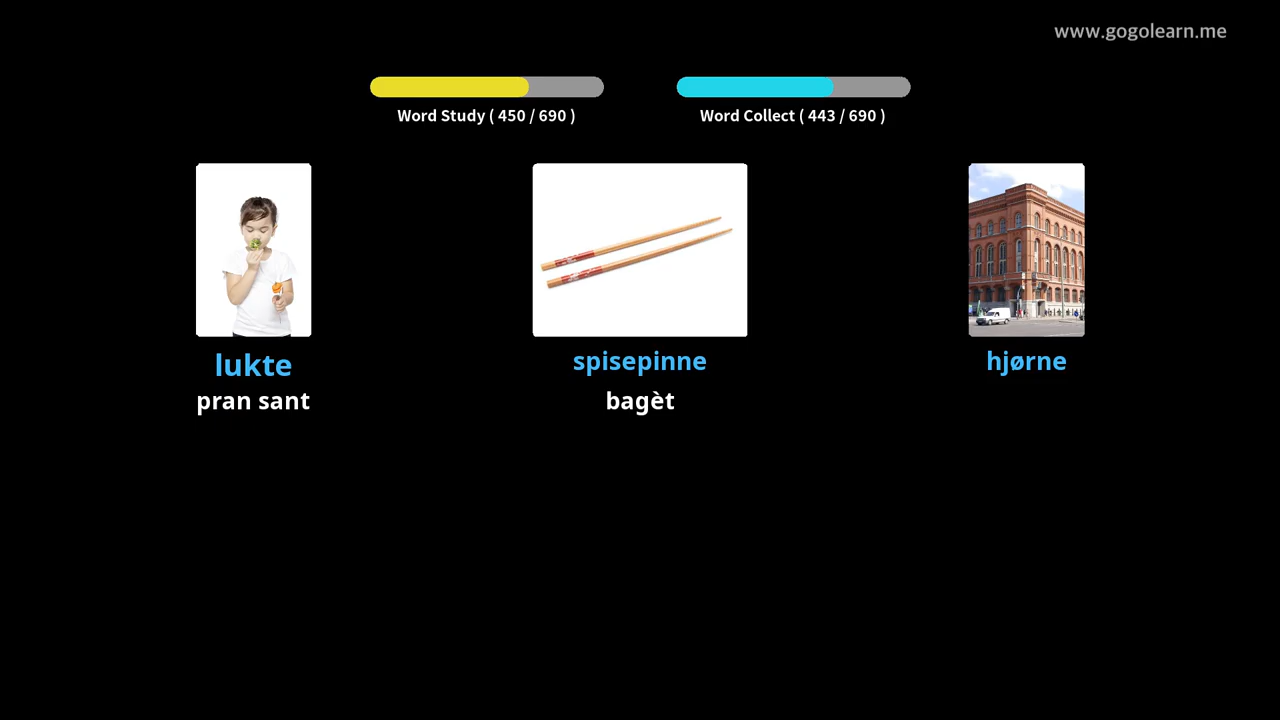 www.gogolearn.me
Word Study ( 450 / 690 )
Word Collect ( 443 / 690 )
lukte
spisepinne
hjørne
pran sant
bagèt